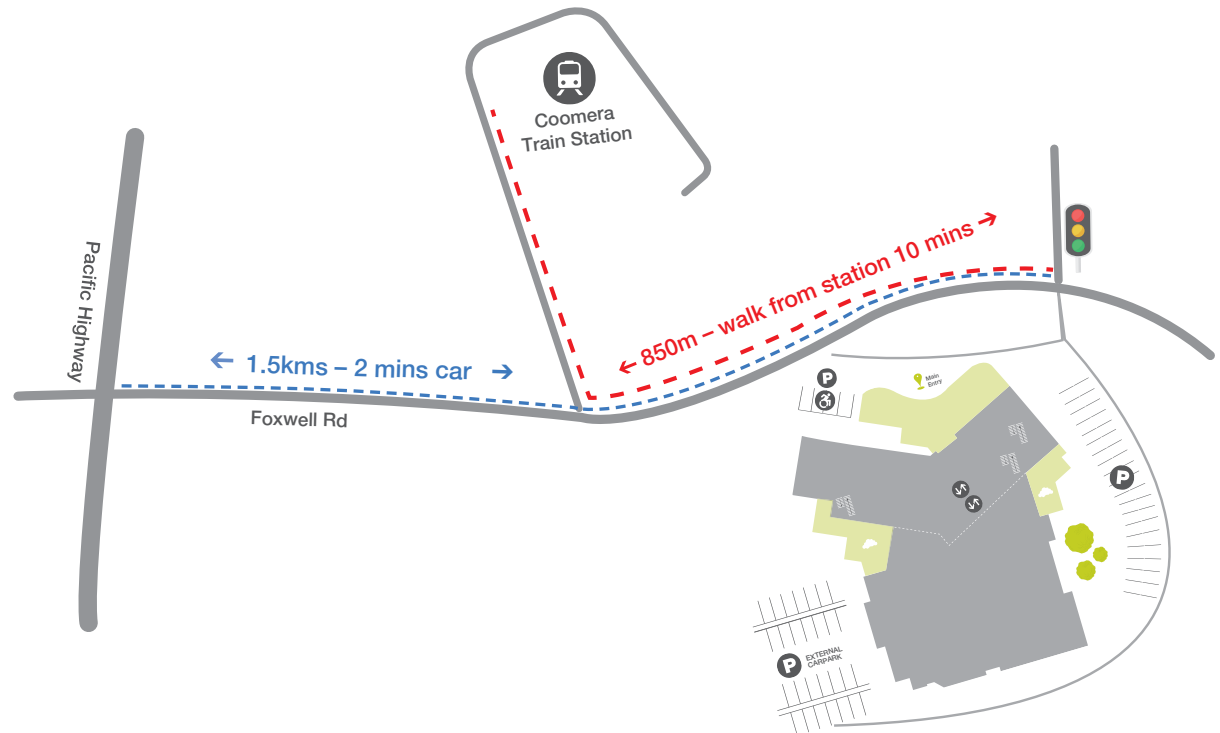 Coomera
Train Station
Pacific Highway
← 850m – walk from station 10 mins →
← 1.5kms – 2 mins car →
Foxwell Rd
P
Main
Entry
P
P
EXTERNAL
CARPARK